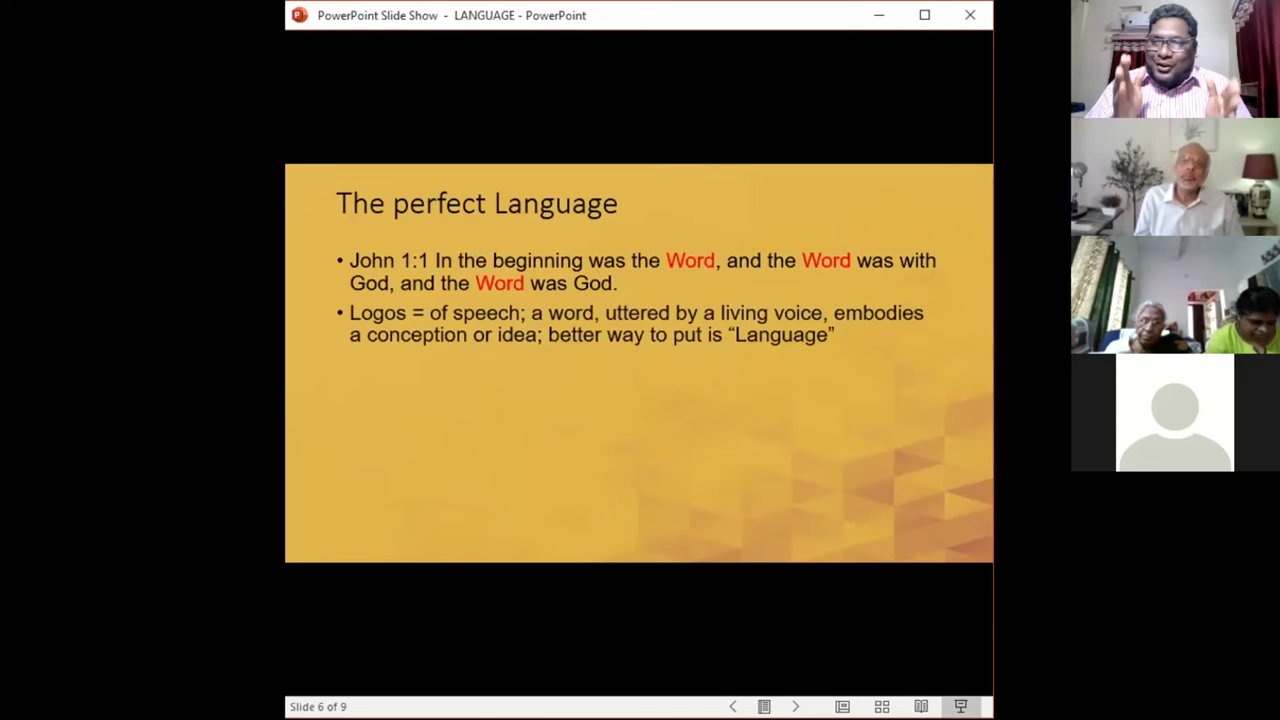 PowerPoint Slide Show - LANGUAGE - PowerPoint
The perfect Language
• John 1:1 In the beginning was the Word, and the Word was with
God, and the Word was God.
• Logos = of speech; a word, uttered by a living voice, embodies
a conception or idea; better way to put is “Language”
Slide 6 of 9